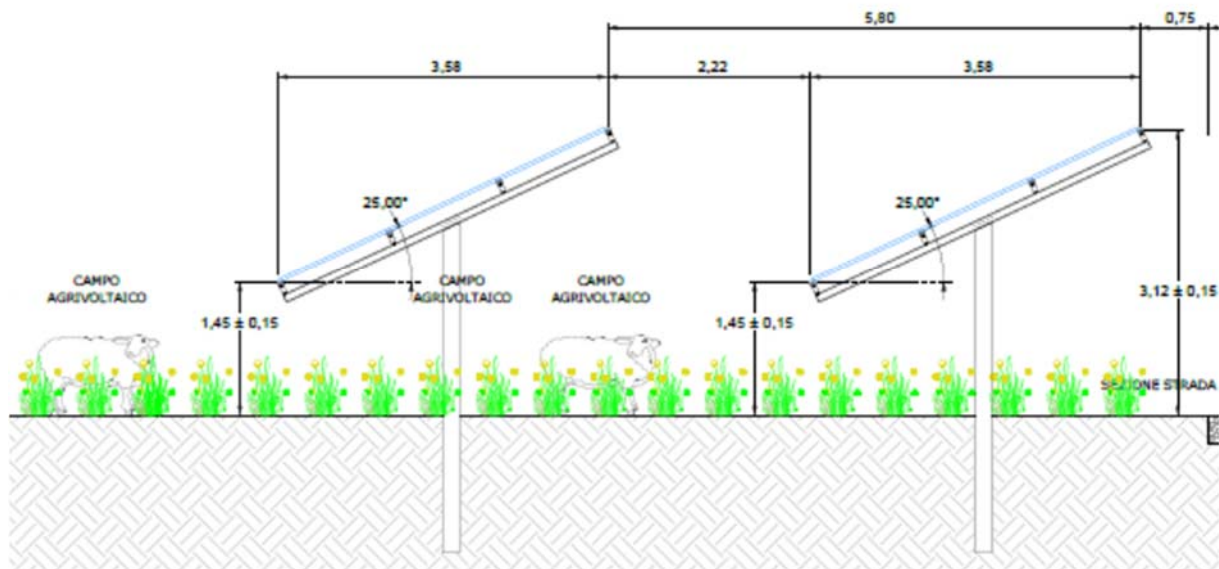 5,80
0,75
3,58
2,22
3,58
25,00°
25,00°
CAMPO
AGRIVOLTAICO
CAMPO
AGRIVOLTAICO
CAMPO
AGRIVOLTAICO
1,45 ± 0,15
1,45 ± 0,15
3,12 ± 0,15
SEZIONE STRADA